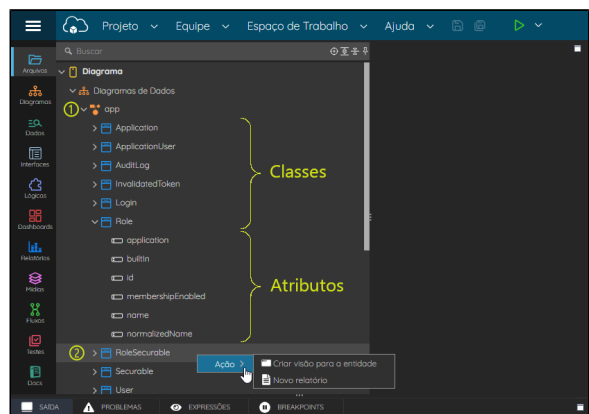 Projeto Equipe Espaço de Trabalho Ajuda
Buscar
Arquivos
Diagramas
Dados
Interfaces
Lógicas
Dashboards
Relatórios
Mídias
Fluxos
Testes
Docs
Diagrama
Diagramas de Dados
1 app
Application
ApplicationUser
AuditLog
InvalidatedToken
Login
Role
Classes
application
builtIn
id
membershipEnabled
name
normalizedName
Atributos
2 RoleSecurable
Securable
User
Ação
Criar visão para a entidade
Novo relatório
SAÍDA PROBLEMAS EXPRESSÕES BREAKPOINTS